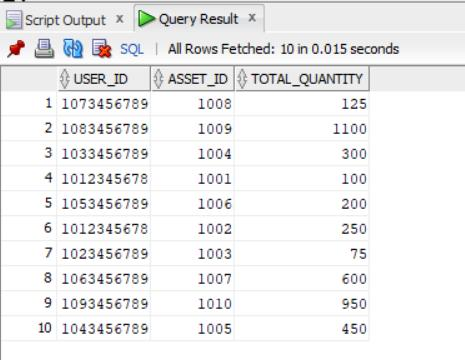 Script Output x Query Result x
SQL | All Rows Fetched: 10 in 0.015 seconds
USER_ID ASSET_ID TOTAL_QUANTITY
1 1073456789 1008 125
2 1083456789 1009 1100
3 1033456789 1004 300
4 1012345678 1001 100
5 1053456789 1006 200
6 1012345678 1002 250
7 1023456789 1003 75
8 1063456789 1007 600
9 1093456789 1010 950
10 1043456789 1005 450